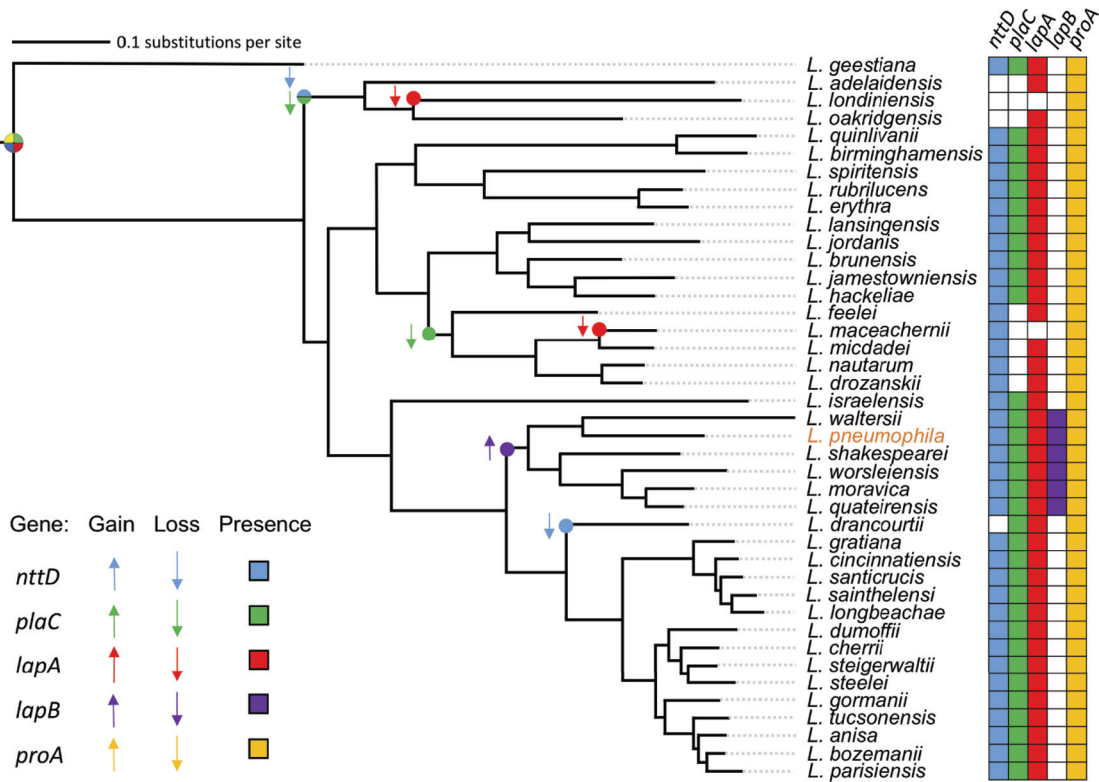 nttD plaC lapA lapB proA
0.1 substitutions per site
L. geestiana
L. adelaidensis
L. londiniensis
L. oakridgensis
L. quinlivanii
L. birminghamensis
L. spiritensis
L. rubrilucens
L. erythra
L. lansingensis
L. jordanis
L. brunensis
L. jamestowniensis
L. hackeliae
L. feelei
L. maceachernii
L. micdadei
L. nautarum
L. drozanskii
L. israelensis
L. waltersii
L. pneumophila
L. shakespearei
L. worsleiensis
L. moravica
L. quateirensis
L. drancourtii
L. gratiana
L. cincinnatiensis
L. santicrucis
L. sainthelensi
L. longbeachae
L. dumoffii
L. cherrii
L. steigerwaltii
L. steelei
L. gormanii
L. tucsonensis
L. anisa
L. bozemanii
L. parisiensis
Gene: Gain Loss Presence
nttD
plaC
lapA
lapB
proA